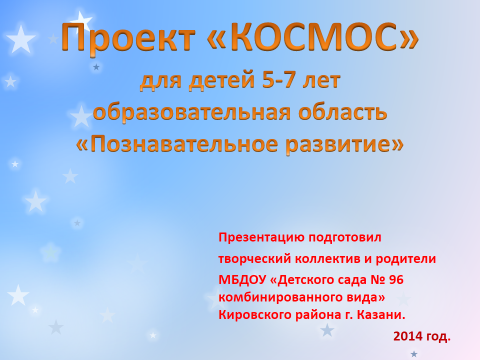 Проект «КОСМОС»
для детей 5-7 лет
образовательная область
«Познавательное развитие»
Презентацию подготовил
творческий коллектив и родители
МБДОУ «Детского сада № 96
комбинированного вида»
Кировского района г. Казани.
2014 год.